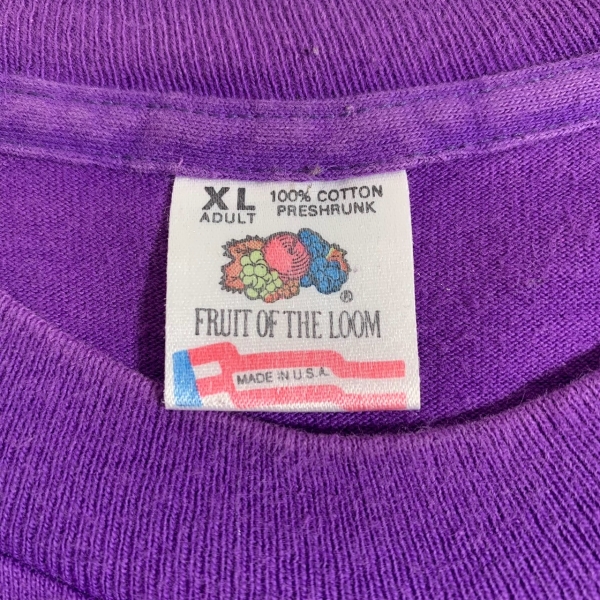 XL 100% COTTON
ADULT PRESHRUNK
®
FRUIT OF THE LOOM
MADE IN U.S.A.